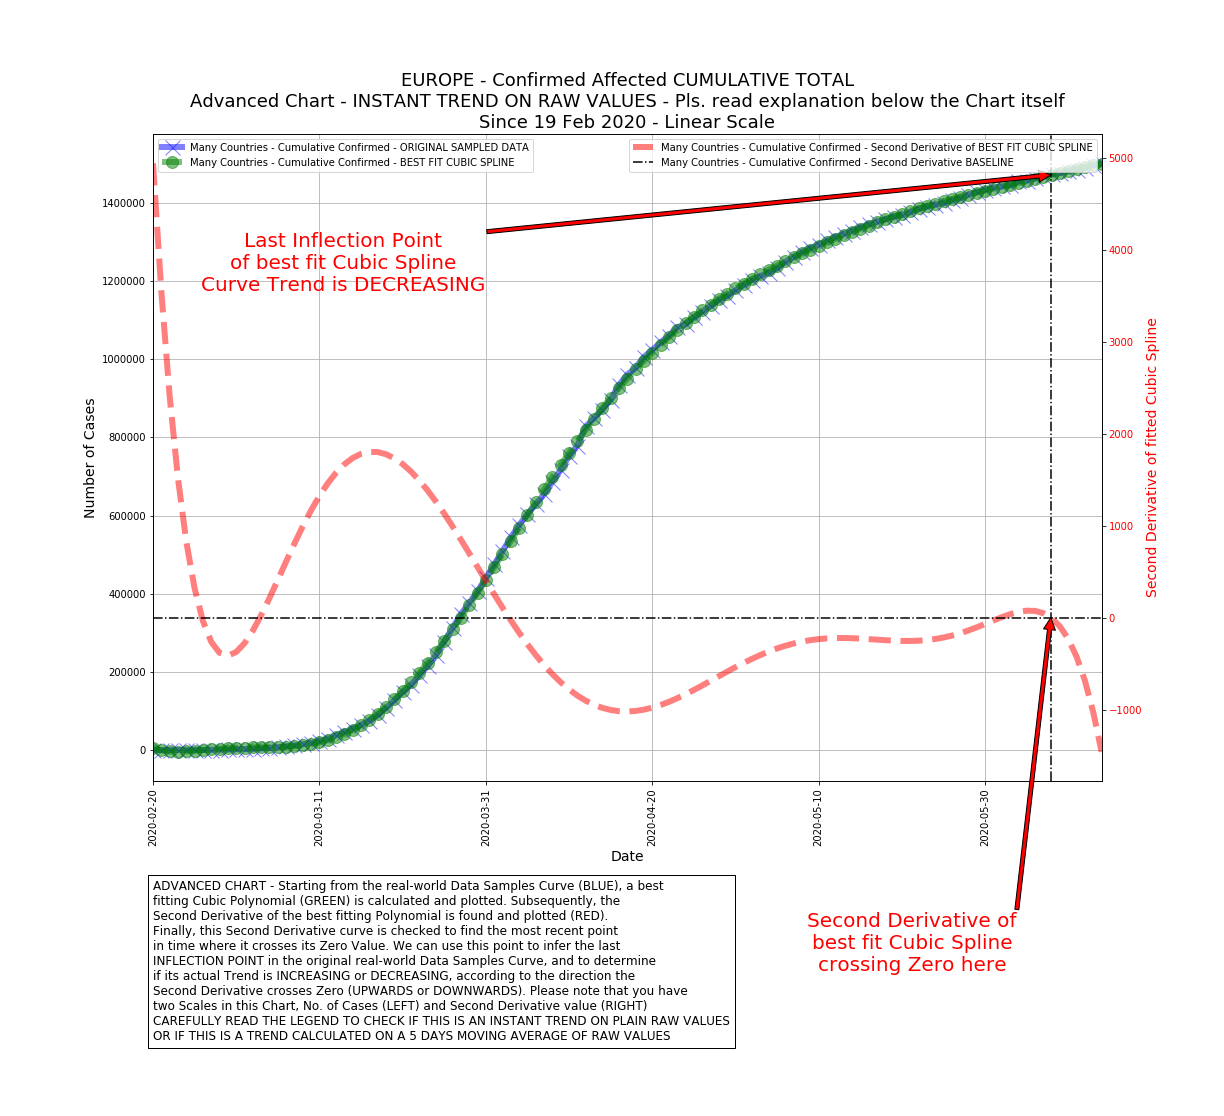 EUROPE - Confirmed Affected CUMULATIVE TOTAL
Advanced Chart - INSTANT TREND ON RAW VALUES - Pls. read explanation below the Chart itself
Since 19 Feb 2020 - Linear Scale
Many Countries - Cumulative Confirmed - ORIGINAL SAMPLED DATA
Many Countries - Cumulative Confirmed - BEST FIT CUBIC SPLINE
Many Countries - Cumulative Confirmed - Second Derivative of BEST FIT CUBIC SPLINE
Many Countries - Cumulative Confirmed - Second Derivative BASELINE
Last Inflection Point
of best fit Cubic Spline
Curve Trend is DECREASING
Number of Cases
1400000
1200000
1000000
800000
600000
400000
200000
0
5000
4000
3000
2000
1000
0
−1000
Second Derivative of fitted Cubic Spline
2020-02-20
2020-03-11
2020-03-31
2020-04-20
2020-05-10
2020-05-30
Date
ADVANCED CHART - Starting from the real-world Data Samples Curve (BLUE), a best
fitting Cubic Polynomial (GREEN) is calculated and plotted. Subsequently, the
Second Derivative of the best fitting Polynomial is found and plotted (RED).
Finally, this Second Derivative curve is checked to find the most recent point
in time where it crosses its Zero Value. We can use this point to infer the last
INFLECTION POINT in the original real-world Data Samples Curve, and to determine
if its actual Trend is INCREASING or DECREASING, according to the direction the
Second Derivative crosses Zero (UPWARDS or DOWNWARDS). Please note that you have
two Scales in this Chart, No. of Cases (LEFT) and Second Derivative value (RIGHT)
CAREFULLY READ THE LEGEND TO CHECK IF THIS IS AN INSTANT TREND ON PLAIN RAW VALUES
OR IF THIS IS A TREND CALCULATED ON A 5 DAYS MOVING AVERAGE OF RAW VALUES
Second Derivative of
best fit Cubic Spline
crossing Zero here